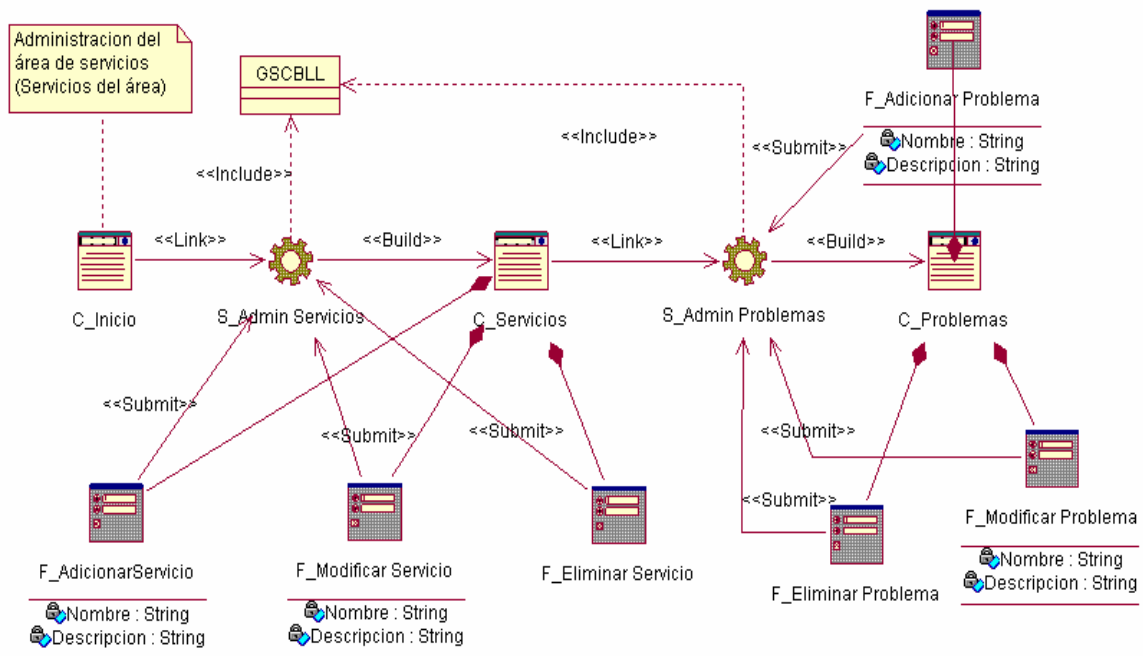 Administracion del
área de servicios
(Servicios del área)
GSCBLL
F_Adicionar Problema
Nombre : String
Descripcion : String
<<Include>>
<<Include>>
<<Submit>>
<<Link>>
<<Build>>
<<Link>>
<<Build>>
C_Inicio
S_Admin Servicios
C_Servicios
S_Admin Problemas
C_Problemas
<<Submit>>
<<Submit>>
<<Submit>>
<<Submit>>
<<Submit>>
F_AdicionarServicio
Nombre : String
Descripcion : String
F_Modificar Servicio
Nombre : String
Descripcion : String
F_Eliminar Servicio
F_Eliminar Problema
F_Modificar Problema
Nombre : String
Descripcion : String